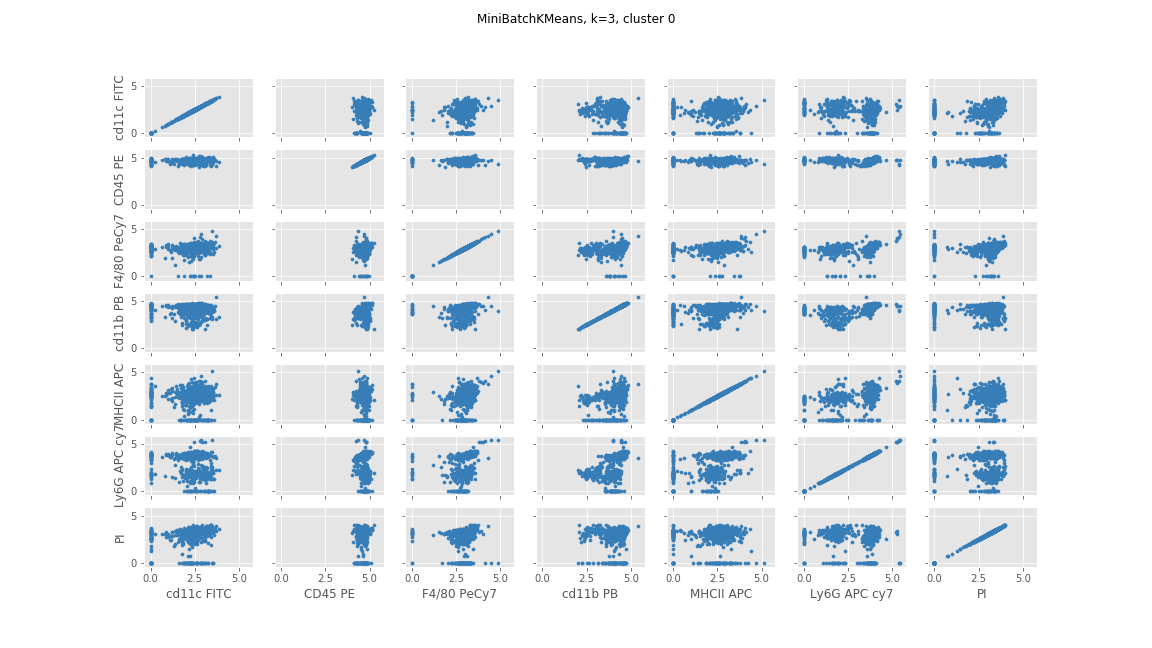 MiniBatchKMeans, k=3, cluster 0
cd11c FITC
5
0
CD45 PE
5
0
F4/80 PeCy7
5
0
cd11b PB
5
0
MHCII APC
5
0
Ly6G APC cy7
5
0
PI
5
0
0.0 2.5 5.0 0.0 2.5 5.0 0.0 2.5 5.0 0.0 2.5 5.0 0.0 2.5 5.0 0.0 2.5 5.0 0.0 2.5 5.0
cd11c FITC CD45 PE F4/80 PeCy7 cd11b PB MHCII APC Ly6G APC cy7 PI